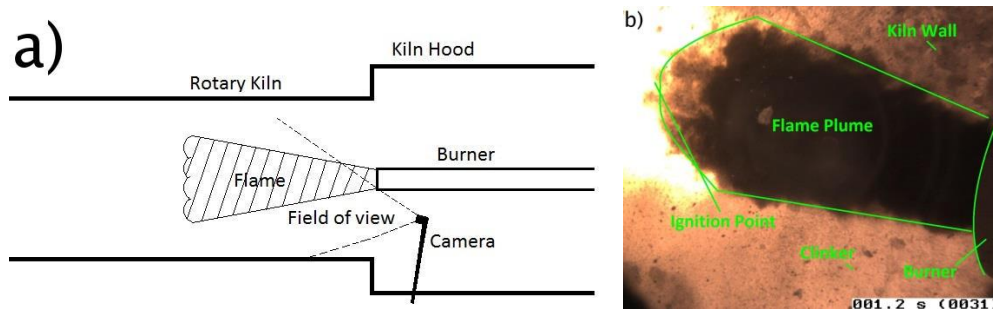 a)
Kiln Hood
Rotary Kiln
Burner
Flame
Field of view
Camera
b)
Kiln Wall
Flame Plume
Ignition Point
Clinker
Burner
001.2 s (0031